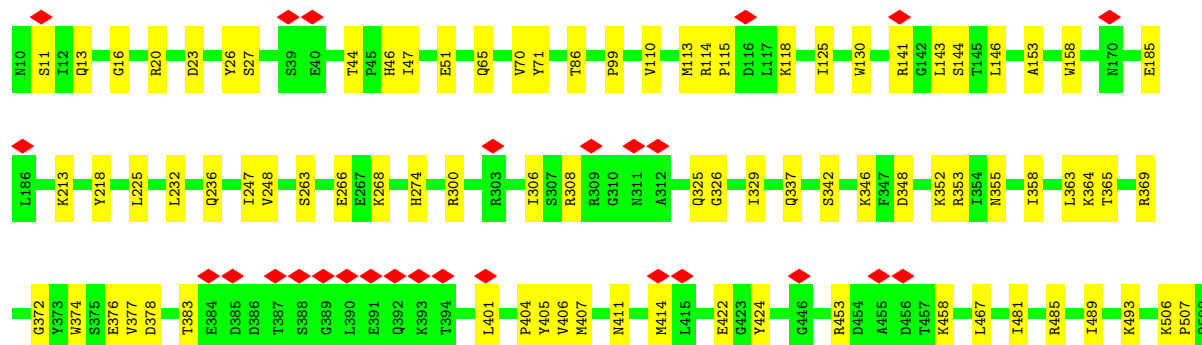 N10 S11 I12 Q13 G16 R20 D23 Y26 S27 S39 E40 T44 P45 H46 I47 E51 Q65 V70 Y71 T86 P99 V110 M113 R114 P115 D116 L117 K118 I125 W130 R141 G142 L143 S144 T145 L146 A153 W158 N170 E185
L186 K213 Y218 L225 L232 Q236 I247 V248 S263 E266 E267 K268 H274 R300 R303 I306 S307 R308 R309 G310 N311 A312 Q325 G326 I329 Q337 S342 K346 F347 D348 K352 R353 I354 N355 I358 L363 K364 T365 R369
G372 Y373 W374 S375 E376 V377 D378 T383 E384 D385 D386 T387 S388 G389 L390 E391 Q392 K393 T394 L401 P404 Y405 V406 M407 N411 M414 L415 E422 G423 Y424 G446 R453 D454 A455 D456 T457 K458 L467 I481 R485 I489 K493 K506 P507